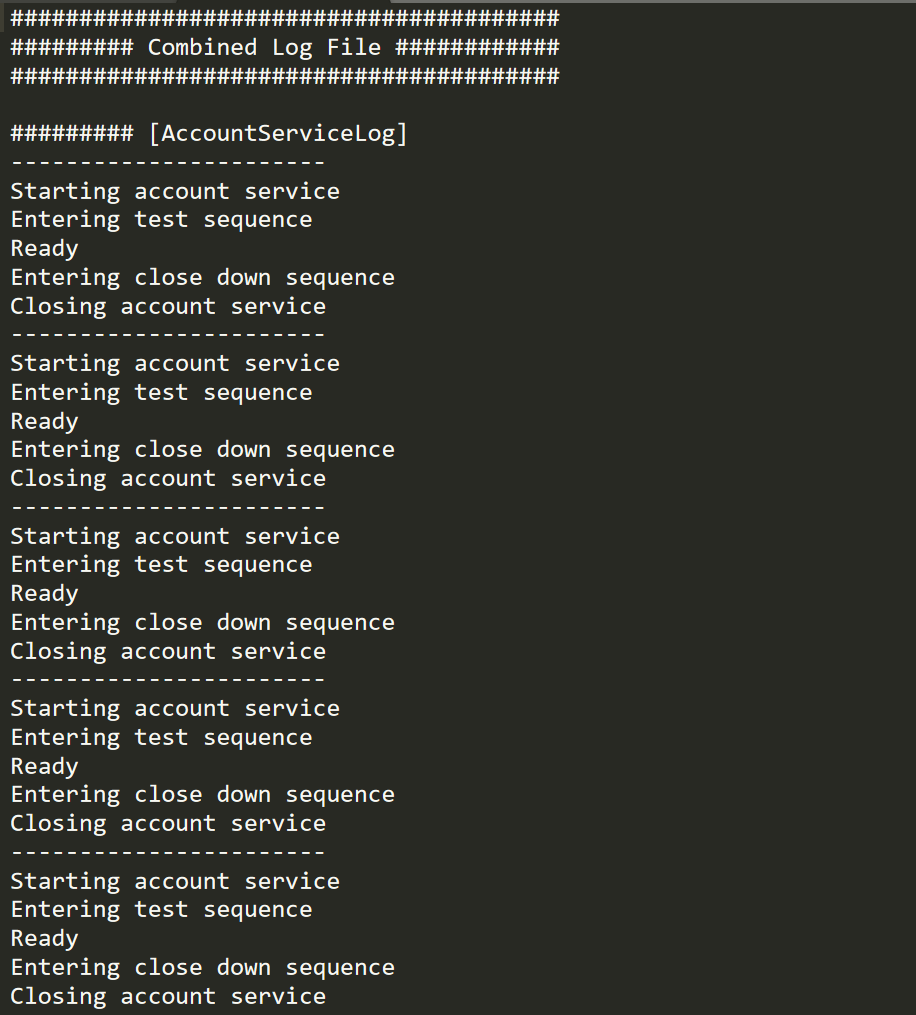 ########################################
######### Combined Log File ############
########################################
######### [AccountServiceLog]
-----------------------
Starting account service
Entering test sequence
Ready
Entering close down sequence
Closing account service
-----------------------
Starting account service
Entering test sequence
Ready
Entering close down sequence
Closing account service
-----------------------
Starting account service
Entering test sequence
Ready
Entering close down sequence
Closing account service
-----------------------
Starting account service
Entering test sequence
Ready
Entering close down sequence
Closing account service
-----------------------
Starting account service
Entering test sequence
Ready
Entering close down sequence
Closing account service